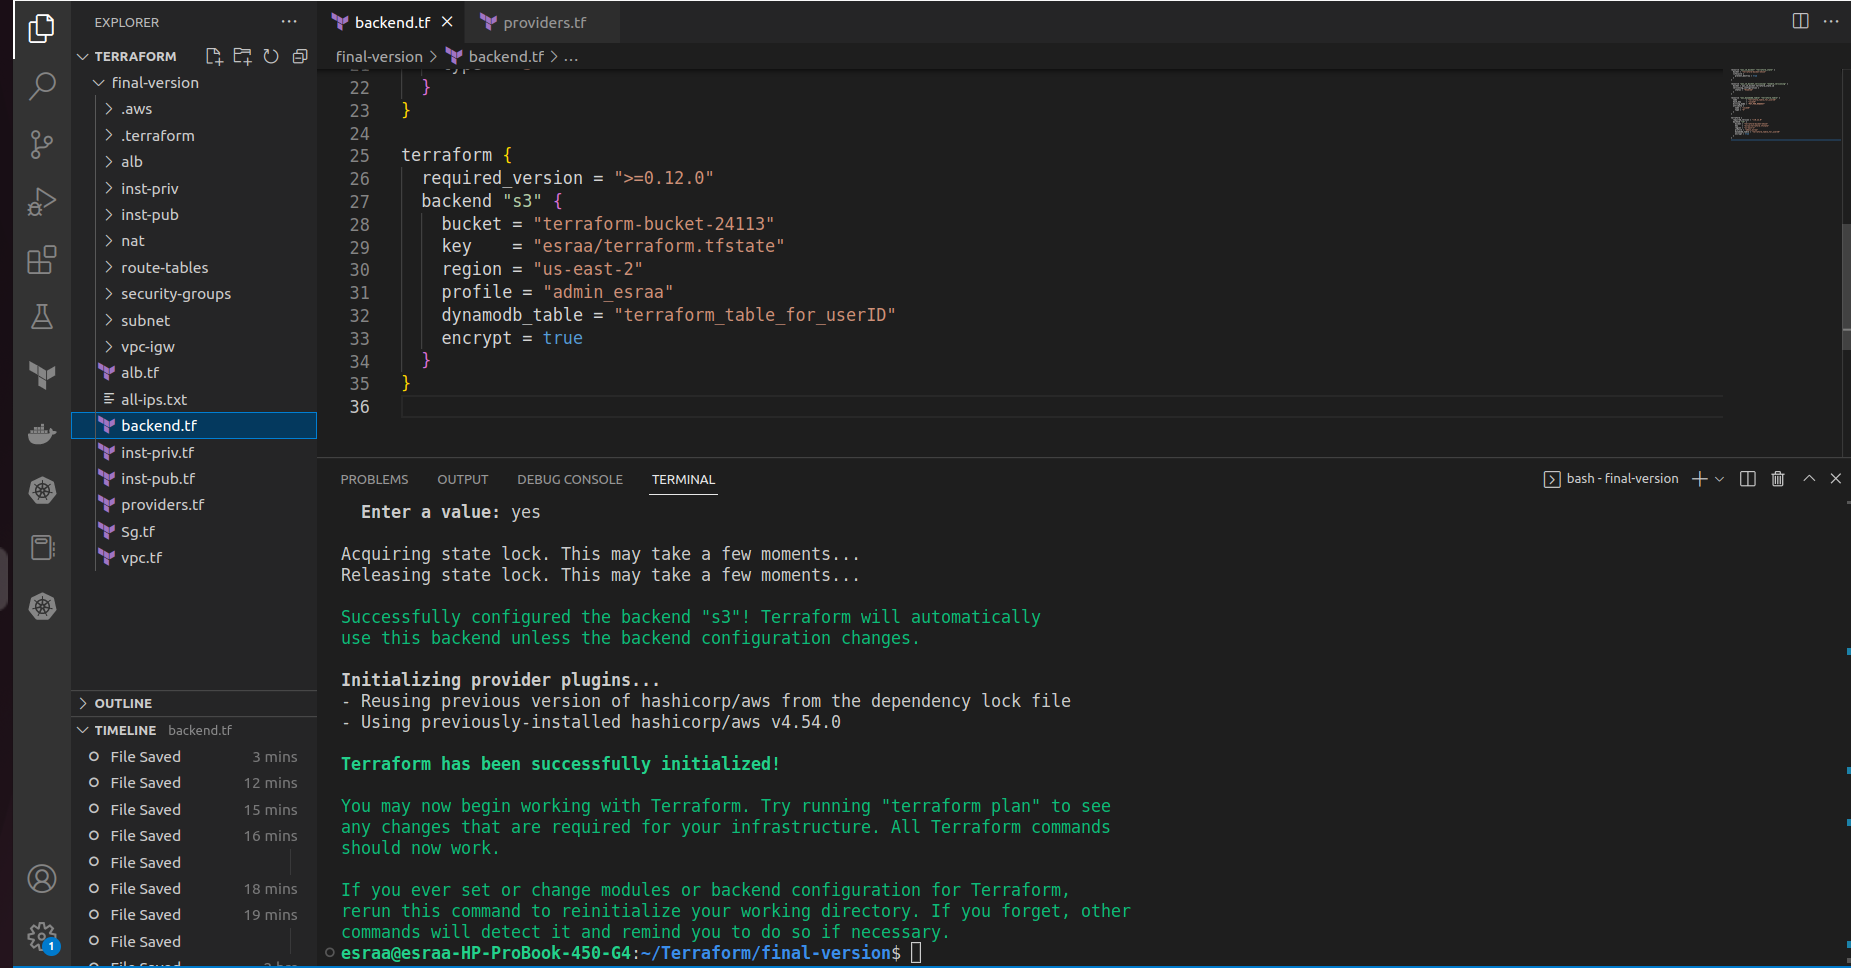 EXPLORER
TERRAFORM
final-version
.aws
.terraform
alb
inst-priv
inst-pub
nat
route-tables
security-groups
subnet
vpc-igw
alb.tf
all-ips.txt
backend.tf
inst-priv.tf
inst-pub.tf
providers.tf
Sg.tf
vpc.tf
OUTLINE
TIMELINE backend.tf
File Saved 3 mins
File Saved 12 mins
File Saved 15 mins
File Saved 16 mins
File Saved
File Saved 18 mins
File Saved 19 mins
File Saved
1
backend.tf
providers.tf
final-version > backend.tf > ...
22 }
23 }
24
25 terraform {
26 required_version = ">=0.12.0"
27 backend "s3" {
28 bucket = "terraform-bucket-24113"
29 key    = "esraa/terraform.tfstate"
30 region = "us-east-2"
31 profile = "admin_esraa"
32 dynamodb_table = "terraform_table_for_userID"
33 encrypt = true
34 }
35 }
36
PROBLEMS OUTPUT DEBUG CONSOLE TERMINAL
bash - final-version
Enter a value: yes
Acquiring state lock. This may take a few moments...
Releasing state lock. This may take a few moments...
Successfully configured the backend "s3"! Terraform will automatically
use this backend unless the backend configuration changes.
Initializing provider plugins...
- Reusing previous version of hashicorp/aws from the dependency lock file
- Using previously-installed hashicorp/aws v4.54.0
Terraform has been successfully initialized!
You may now begin working with Terraform. Try running "terraform plan" to see
any changes that are required for your infrastructure. All Terraform commands
should now work.
If you ever set or change modules or backend configuration for Terraform,
rerun this command to reinitialize your working directory. If you forget, other
commands will detect it and remind you to do so if necessary.
esraa@esraa-HP-ProBook-450-G4:~/Terraform/final-version$